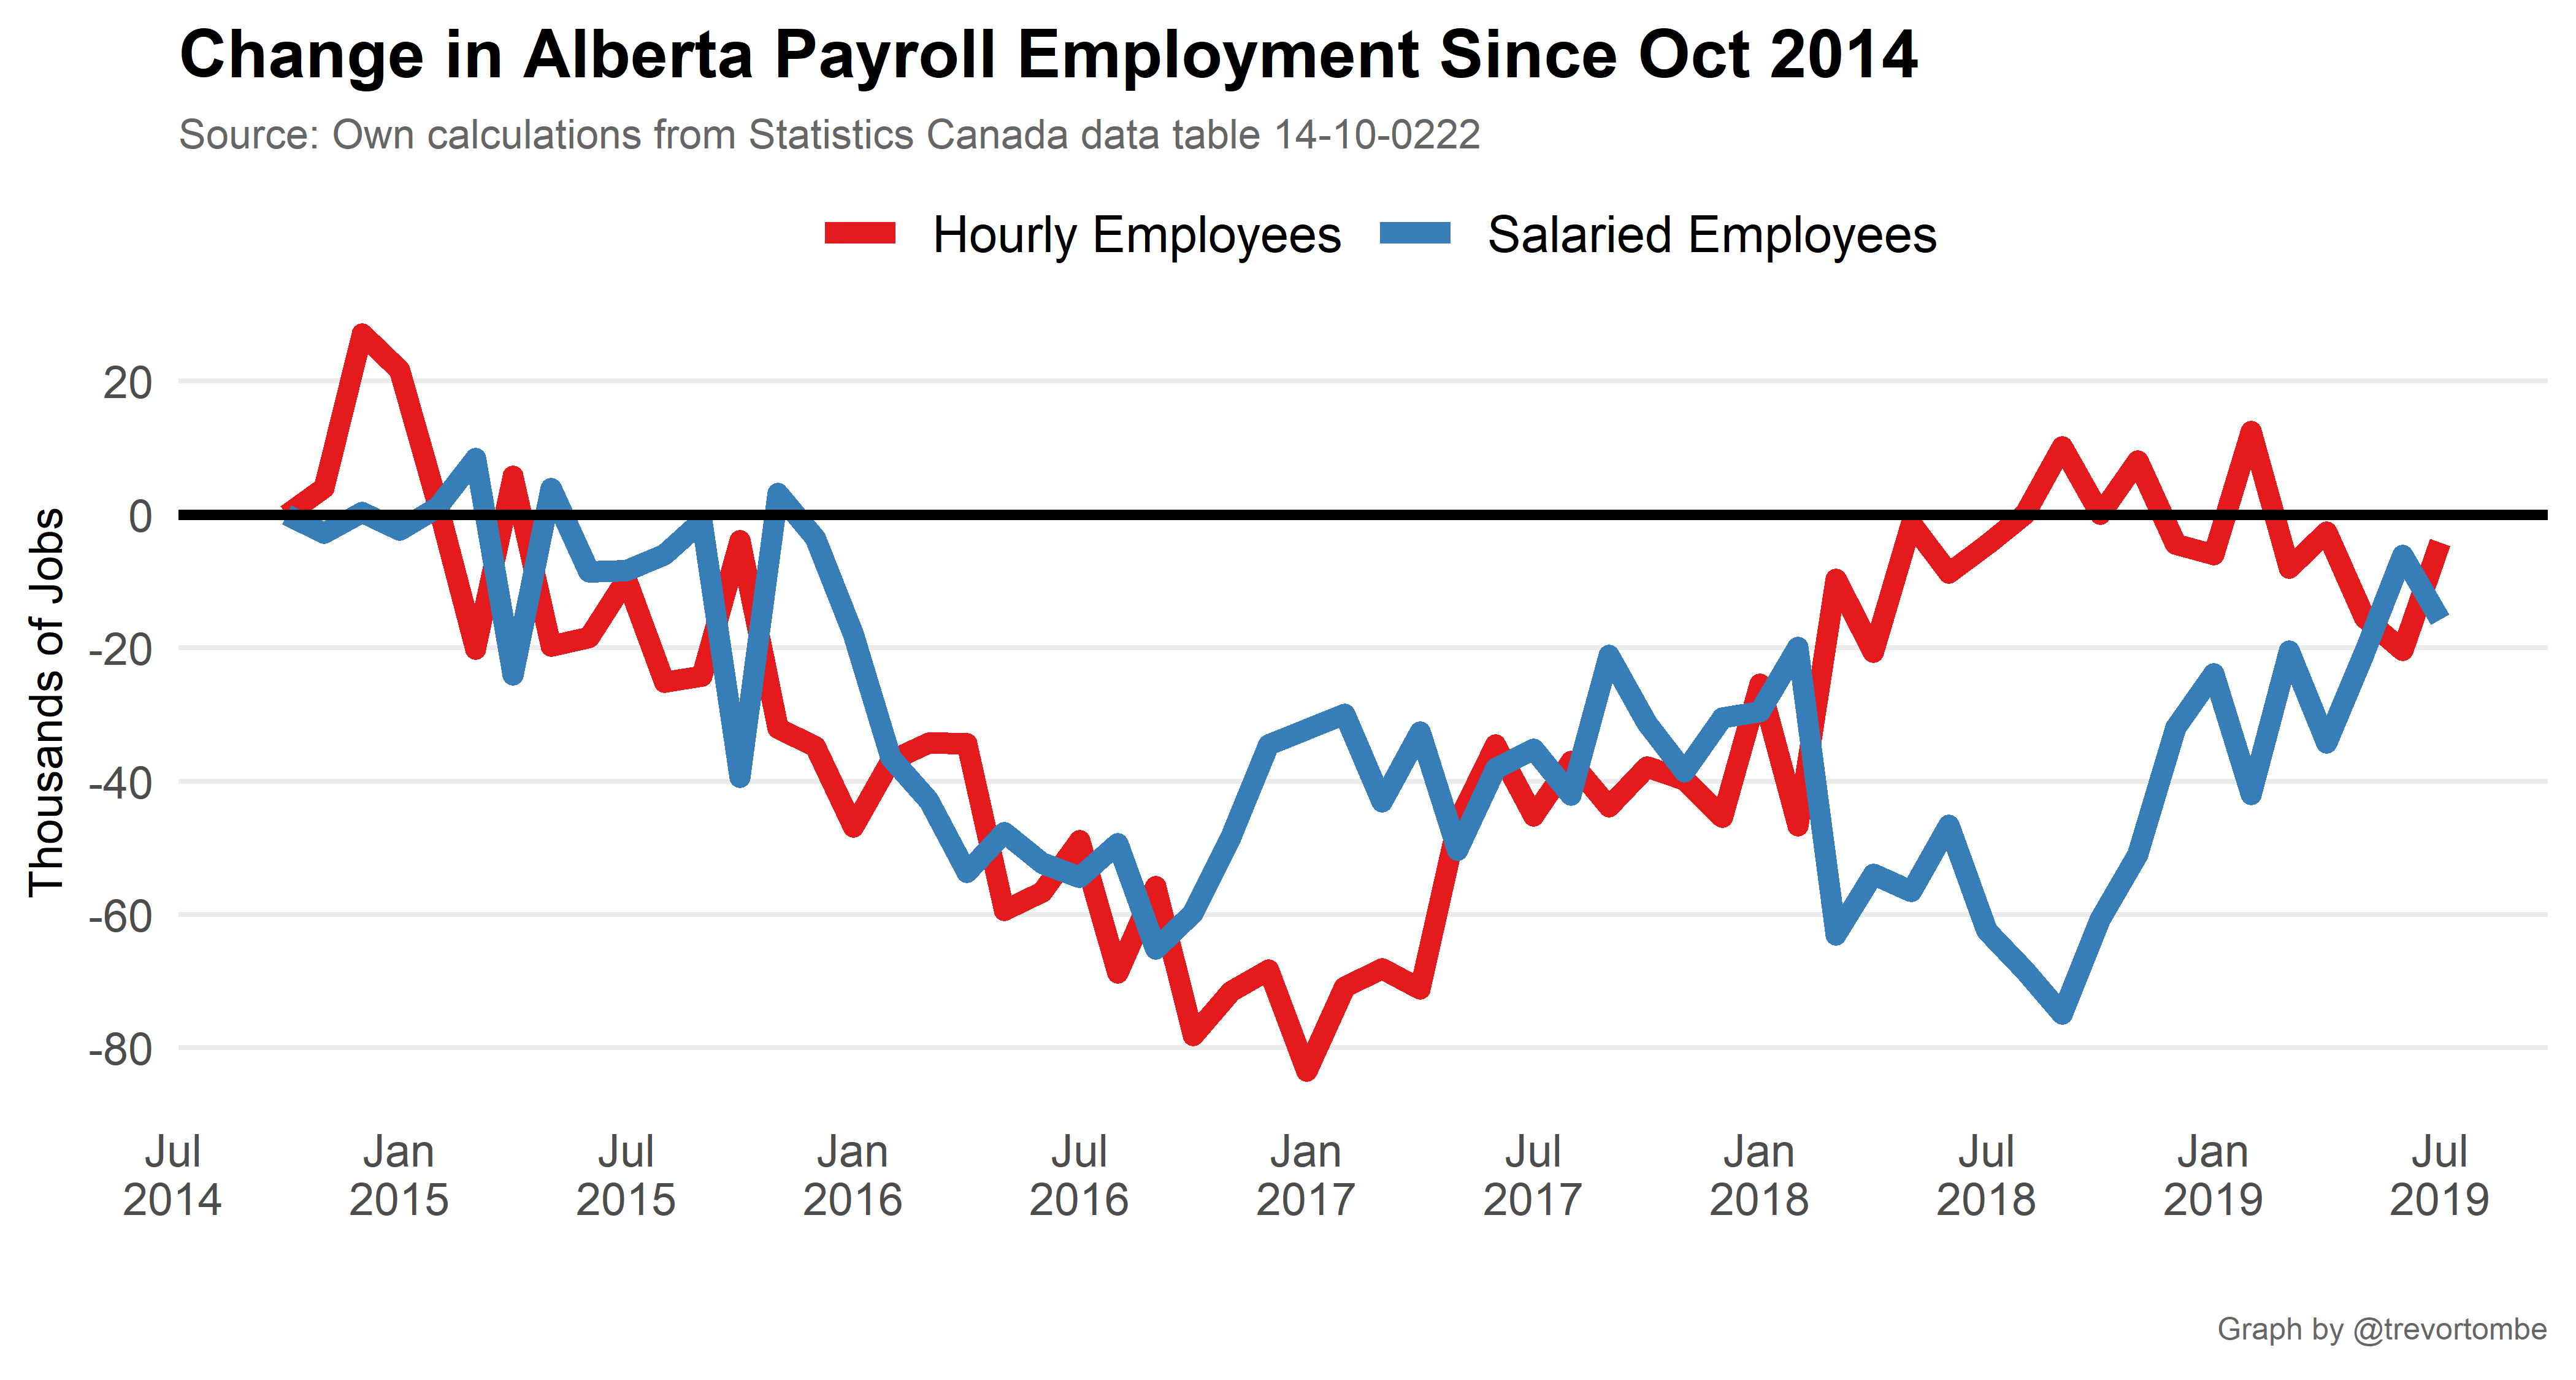 Change in Alberta Payroll Employment Since Oct 2014
Source: Own calculations from Statistics Canada data table 14-10-0222
Hourly Employees
Salaried Employees
Thousands of Jobs
20
0
-20
-40
-60
-80
Jul
2014
Jan
2015
Jul
2015
Jan
2016
Jul
2016
Jan
2017
Jul
2017
Jan
2018
Jul
2018
Jan
2019
Jul
2019
Graph by @trevortombe